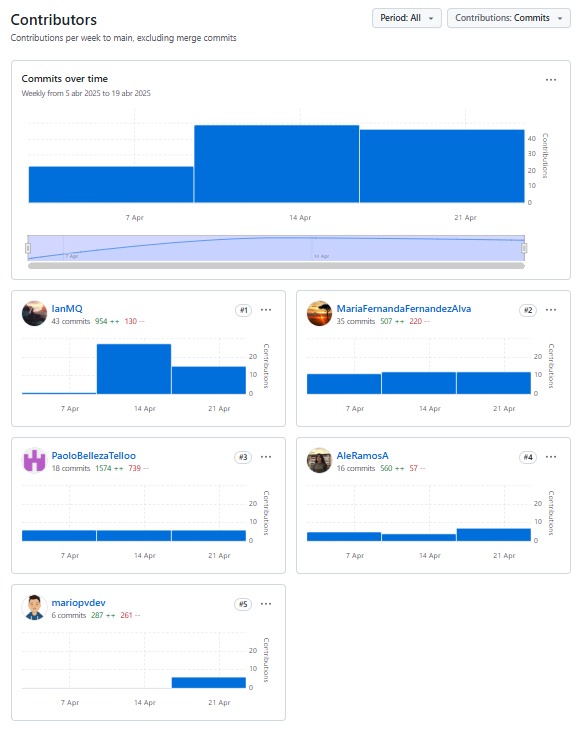 Contributors
Period: All
Contributions: Commits
Contributions per week to main, excluding merge commits
Commits over time
Weekly from 5 abr 2025 to 19 abr 2025
40
30
20
10
0
Contributions
7 Apr
14 Apr
21 Apr
7 Apr
14 Apr
IanMQ
#1
43 commits 954 ++ 130 --
20
10
0
Contributions
7 Apr
14 Apr
21 Apr
MariaFernandaFernandezAlva
#2
35 commits 507 ++ 220 --
20
10
0
Contributions
7 Apr
14 Apr
21 Apr
PaoloBellezaTelloo
#3
18 commits 1574 ++ 739 --
20
10
0
Contributions
7 Apr
14 Apr
21 Apr
AleRamosA
#4
16 commits 560 ++ 57 --
20
10
0
Contributions
7 Apr
14 Apr
21 Apr
mariopvdev
#5
6 commits 287 ++ 261 --
20
10
0
Contributions
7 Apr
14 Apr
21 Apr